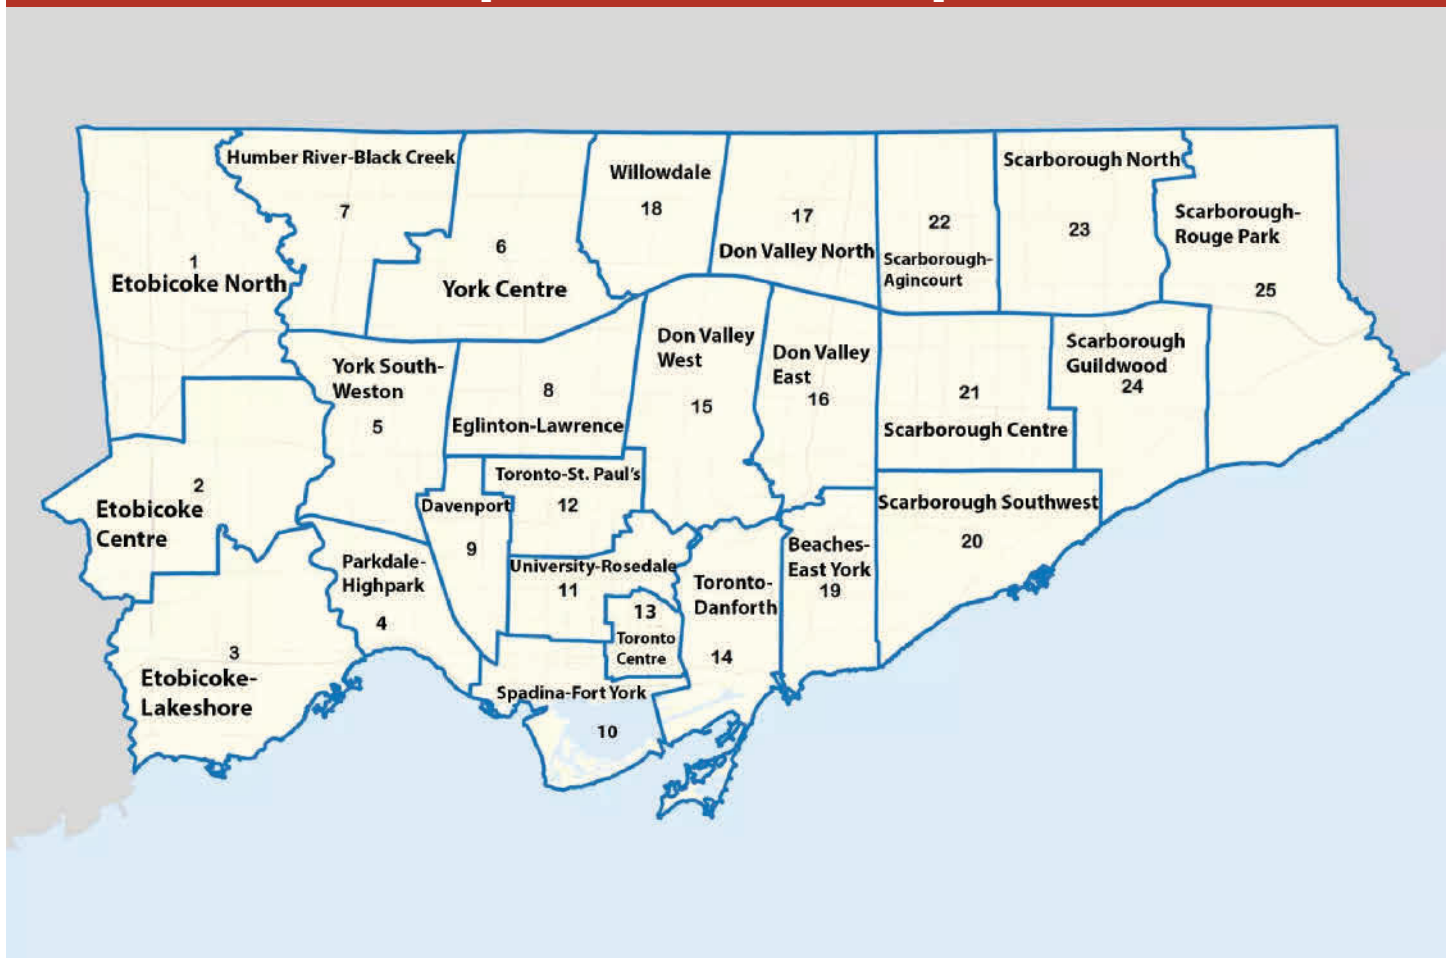 Humber River-Black Creek
7
1
Etobicoke North
6
York Centre
Willowdale
18
17
Don Valley North
22
Scarborough-
Agincourt
Scarborough North
23
Scarborough-
Rouge Park
25
York South-
Weston
5
8
Eglinton-Lawrence
Don Valley
West
15
Don Valley
East
16
21
Scarborough Centre
Scarborough
Guildwood
24
2
Etobicoke
Centre
Toronto-St. Paul's
12
Davenport
9
Scarborough Southwest
20
Parkdale-
Highpark
4
University-Rosedale
11
13
Toronto
Centre
Toronto-
Danforth
14
Beaches-
East York
19
3
Etobicoke-
Lakeshore
Spadina-Fort York
10